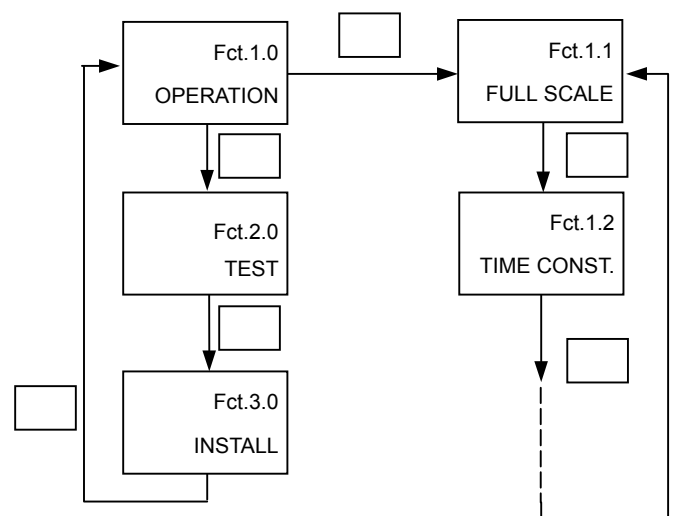 Fct.1.0
OPERATION
Fct.1.1
FULL SCALE
Fct.2.0
TEST
Fct.1.2
TIME CONST.
Fct.3.0
INSTALL